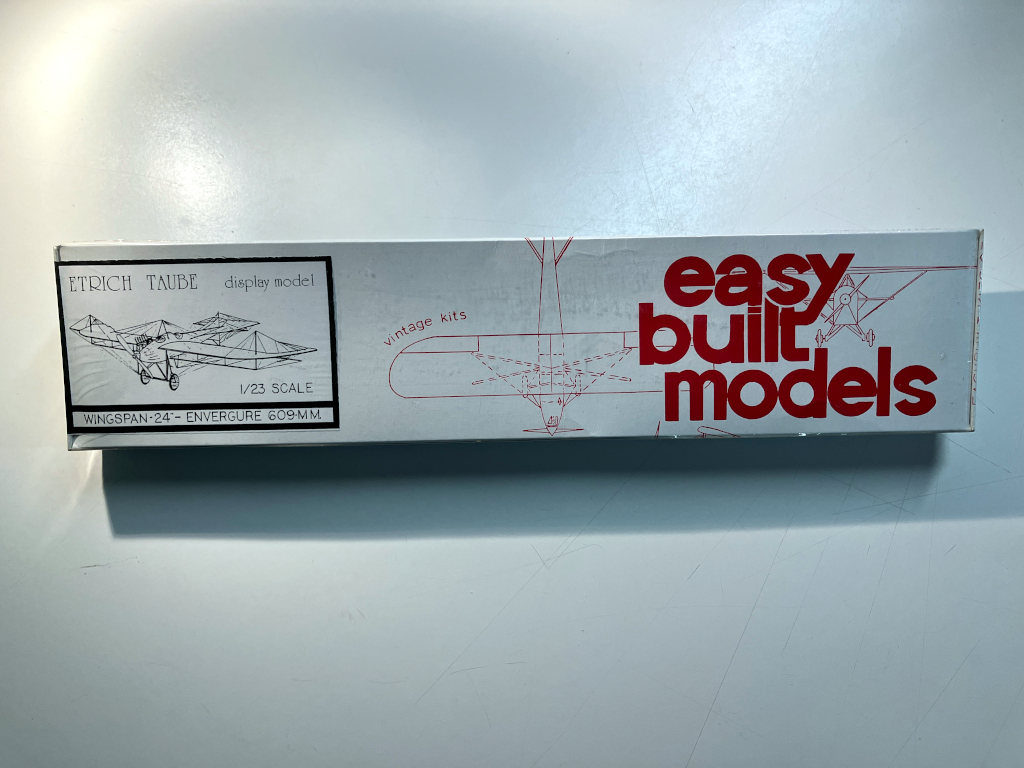 ETRICH TAUBE display model
1/23 SCALE
WINGSPAN-24"- ENVERGURE 609·M.M.
vintage kits
easy
built
models